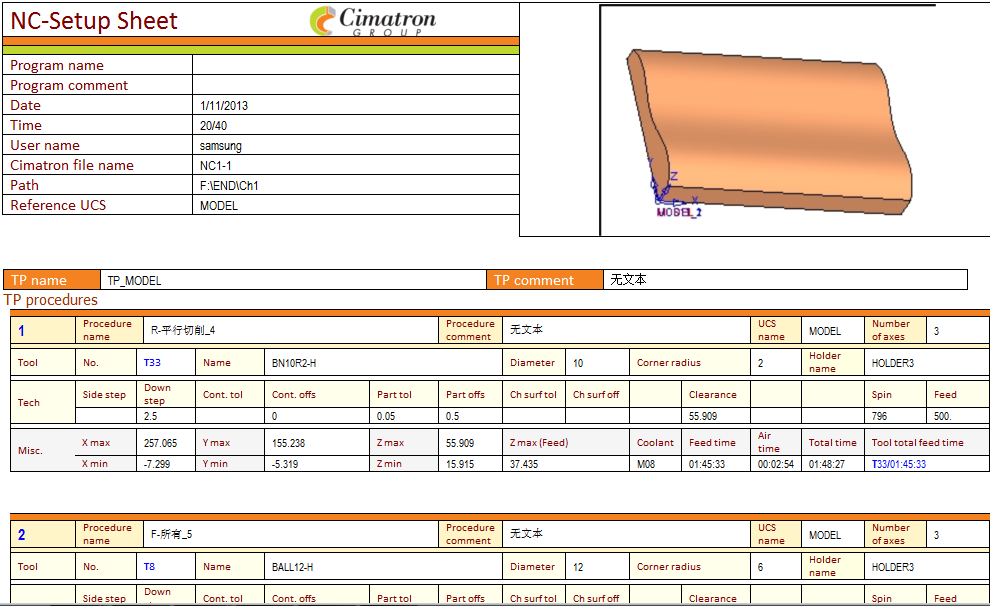 NC-Setup Sheet
Cimatron
GROUP
Program name
Program comment
Date 1/11/2013
Time 20/40
User name samsung
Cimatron file name NC1-1
Path F:\END\Ch1
Reference UCS MODEL
Y
Z
X
MODEL_2
TP name TP_MODEL TP comment 无文本
TP procedures
1 Procedure name R-平行切削_4 Procedure comment 无文本 UCS name MODEL Number of axes 3
Tool No. T33 Name BN10R2-H Diameter 10 Corner radius 2 Holder name HOLDER3
Tech Side step Down step Cont. tol Cont. offs Part tol Part offs Ch surf tol Ch surf off Clearance Spin Feed
2.5 0 0.05 0.5 55.909 796 500.
Misc. X max 257.065 Y max 155.238 Z max 55.909 Z max (Feed) Coolant Feed time Air time Total time Tool total feed time
X min -7.299 Y min -5.319 Z min 15.915 37.435 M08 01:45:33 00:02:54 01:48:27 T33/01:45:33
2 Procedure name F-所有_5 Procedure comment 无文本 UCS name MODEL Number of axes 3
Tool No. T8 Name BALL12-H Diameter 12 Corner radius 6 Holder name HOLDER3
Side step Down Cont. tol Cont. offs Part tol Part offs Ch surf tol Ch surf off Clearance Spin Feed